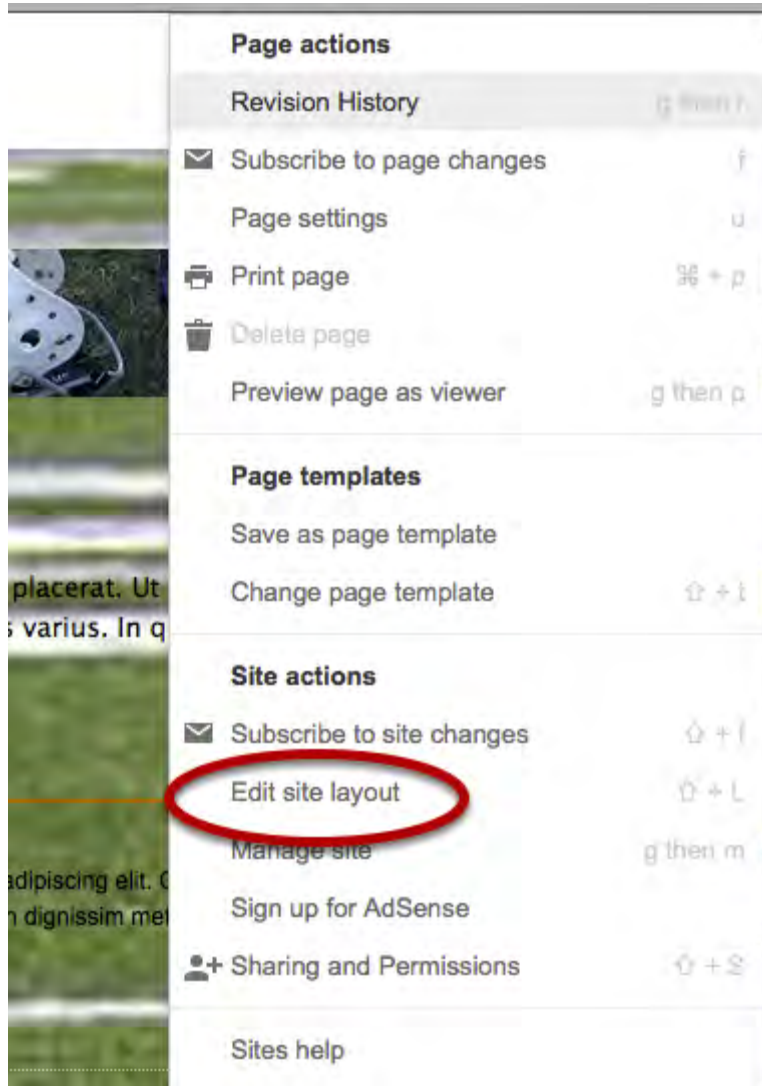 Page actions
Revision History g then r
Subscribe to page changes f
Page settings u
Print page ⌘ + p
Delete page
Preview page as viewer g then p
Page templates
Save as page template
placerat. Ut
Change page template ⇧ + t
varius. In q
Site actions
Subscribe to site changes ⇧ + f
Edit site layout ⇧ + L
Manage site g then m
adipiscing elit.
Sign up for AdSense
dignissim met
Sharing and Permissions ⇧ + S
Sites help